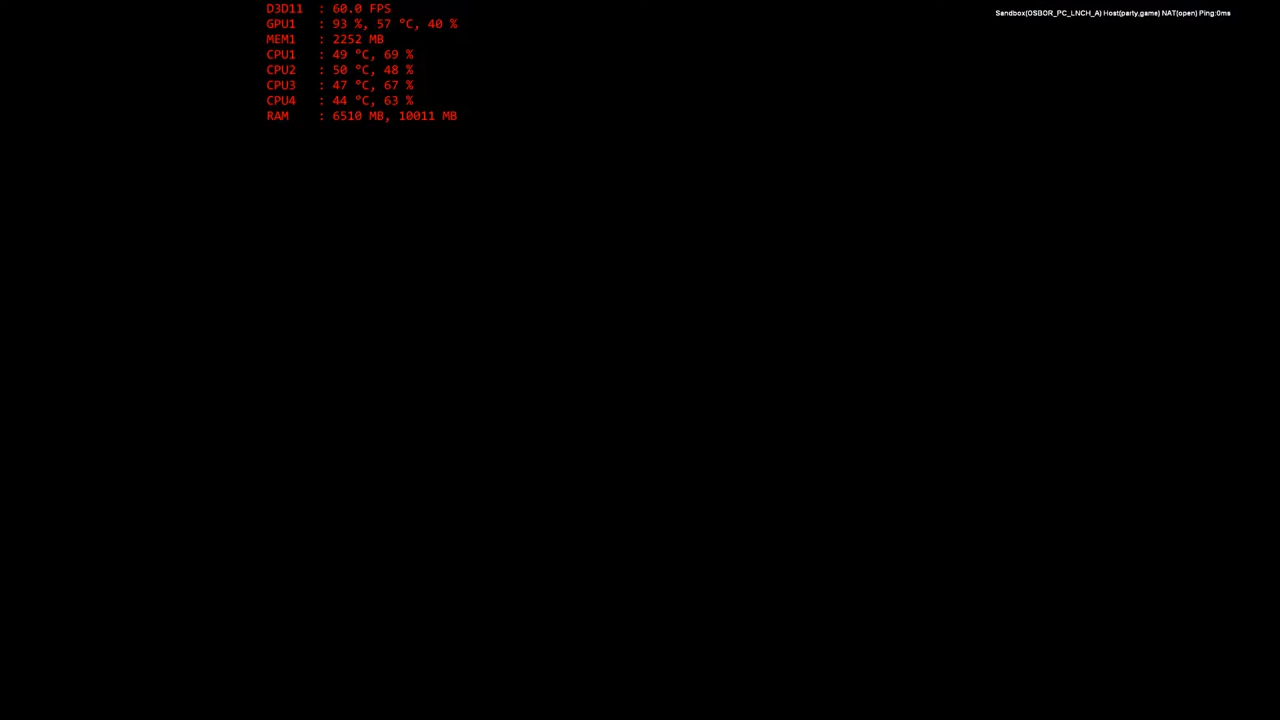 D3D11 : 60.0 FPS
GPU1 : 93 %, 57 °C, 40 %
MEM1 : 2252 MB
CPU1 : 49 °C, 69 %
CPU2 : 50 °C, 48 %
CPU3 : 47 °C, 67 %
CPU4 : 44 °C, 63 %
RAM : 6510 MB, 10011 MB
Sandbox(OSBOR_PC_LNCH_A) Host(party,game) NAT(open) Ping:0ms